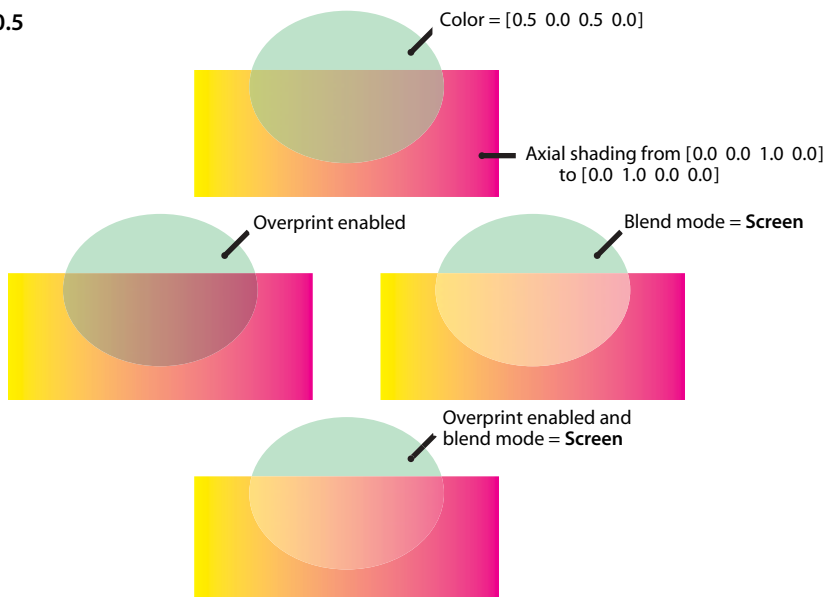 0.5
Color = [0.5 0.0 0.5 0.0]
Axial shading from [0.0 0.0 1.0 0.0]
to [0.0 1.0 0.0 0.0]
Overprint enabled
Blend mode = Screen
Overprint enabled and
blend mode = Screen